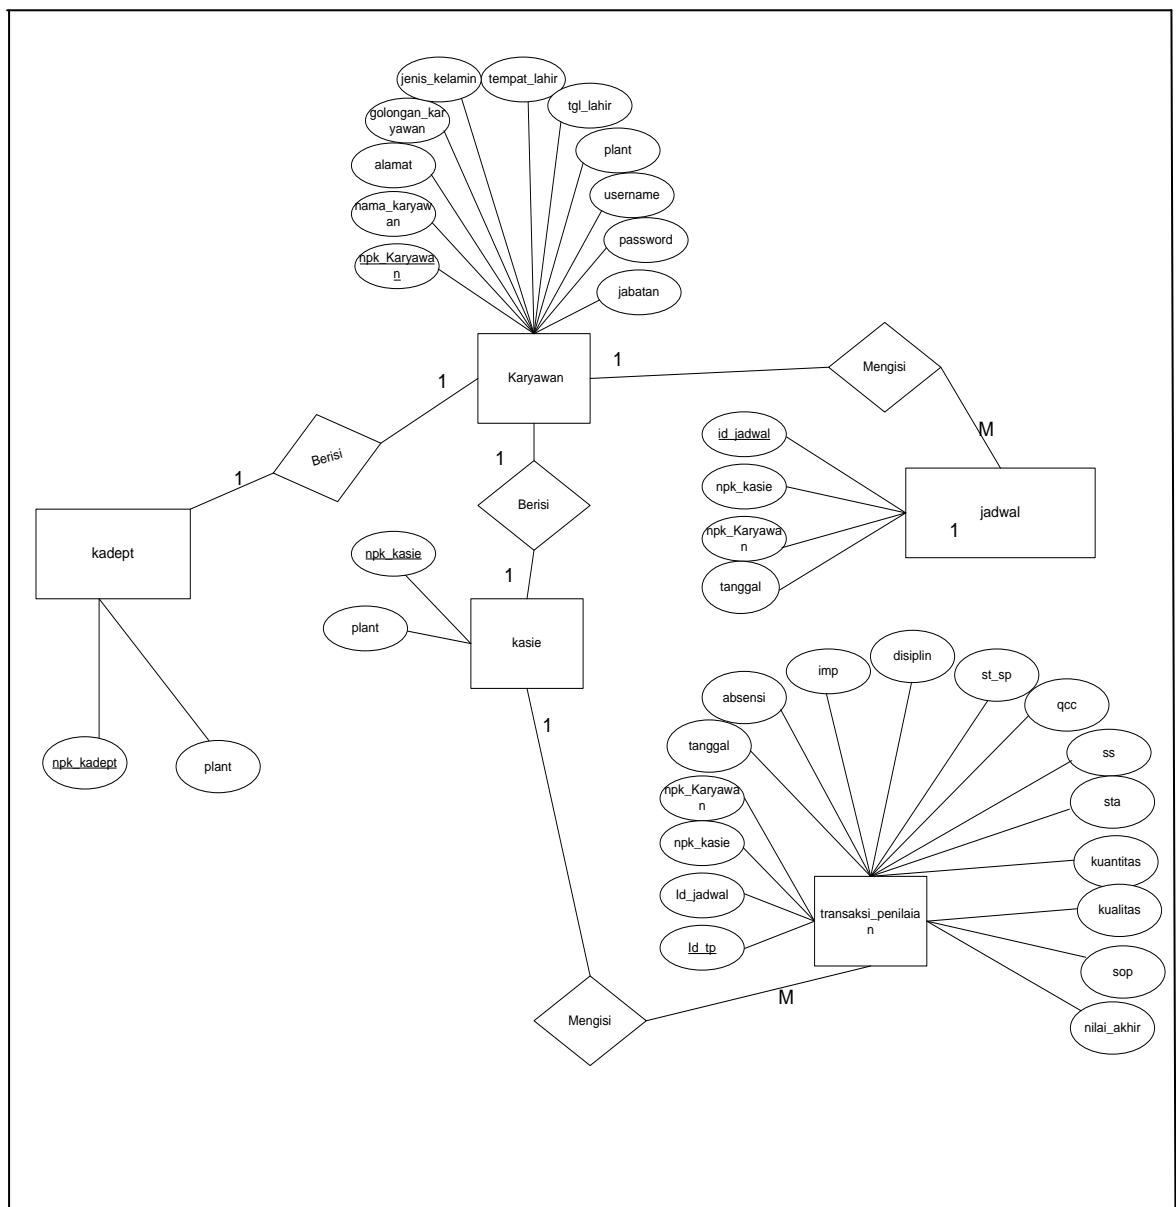 jenis_kelamin
tempat_lahir
golongan_kar
yawan
tgl_lahir
alamat
plant
nama_karyaw
an
username
npk_Karyawa
n
password
jabatan
Karyawan
1
Mengisi
M
1
Berisi
1
1
Berisi
1
id_jadwal
npk_kasie
npk_Karyawa
n
tanggal
jadwal
1
kadept
npk_kadept
plant
npk_kasie
plant
kasie
1
Mengisi
M
disiplin
imp
st_sp
absensi
qcc
tanggal
ss
npk_Karyawa
n
sta
npk_kasie
kuantitas
Id_jadwal
kualitas
Id_tp
transaksi_penilaia
n
sop
nilai_akhir